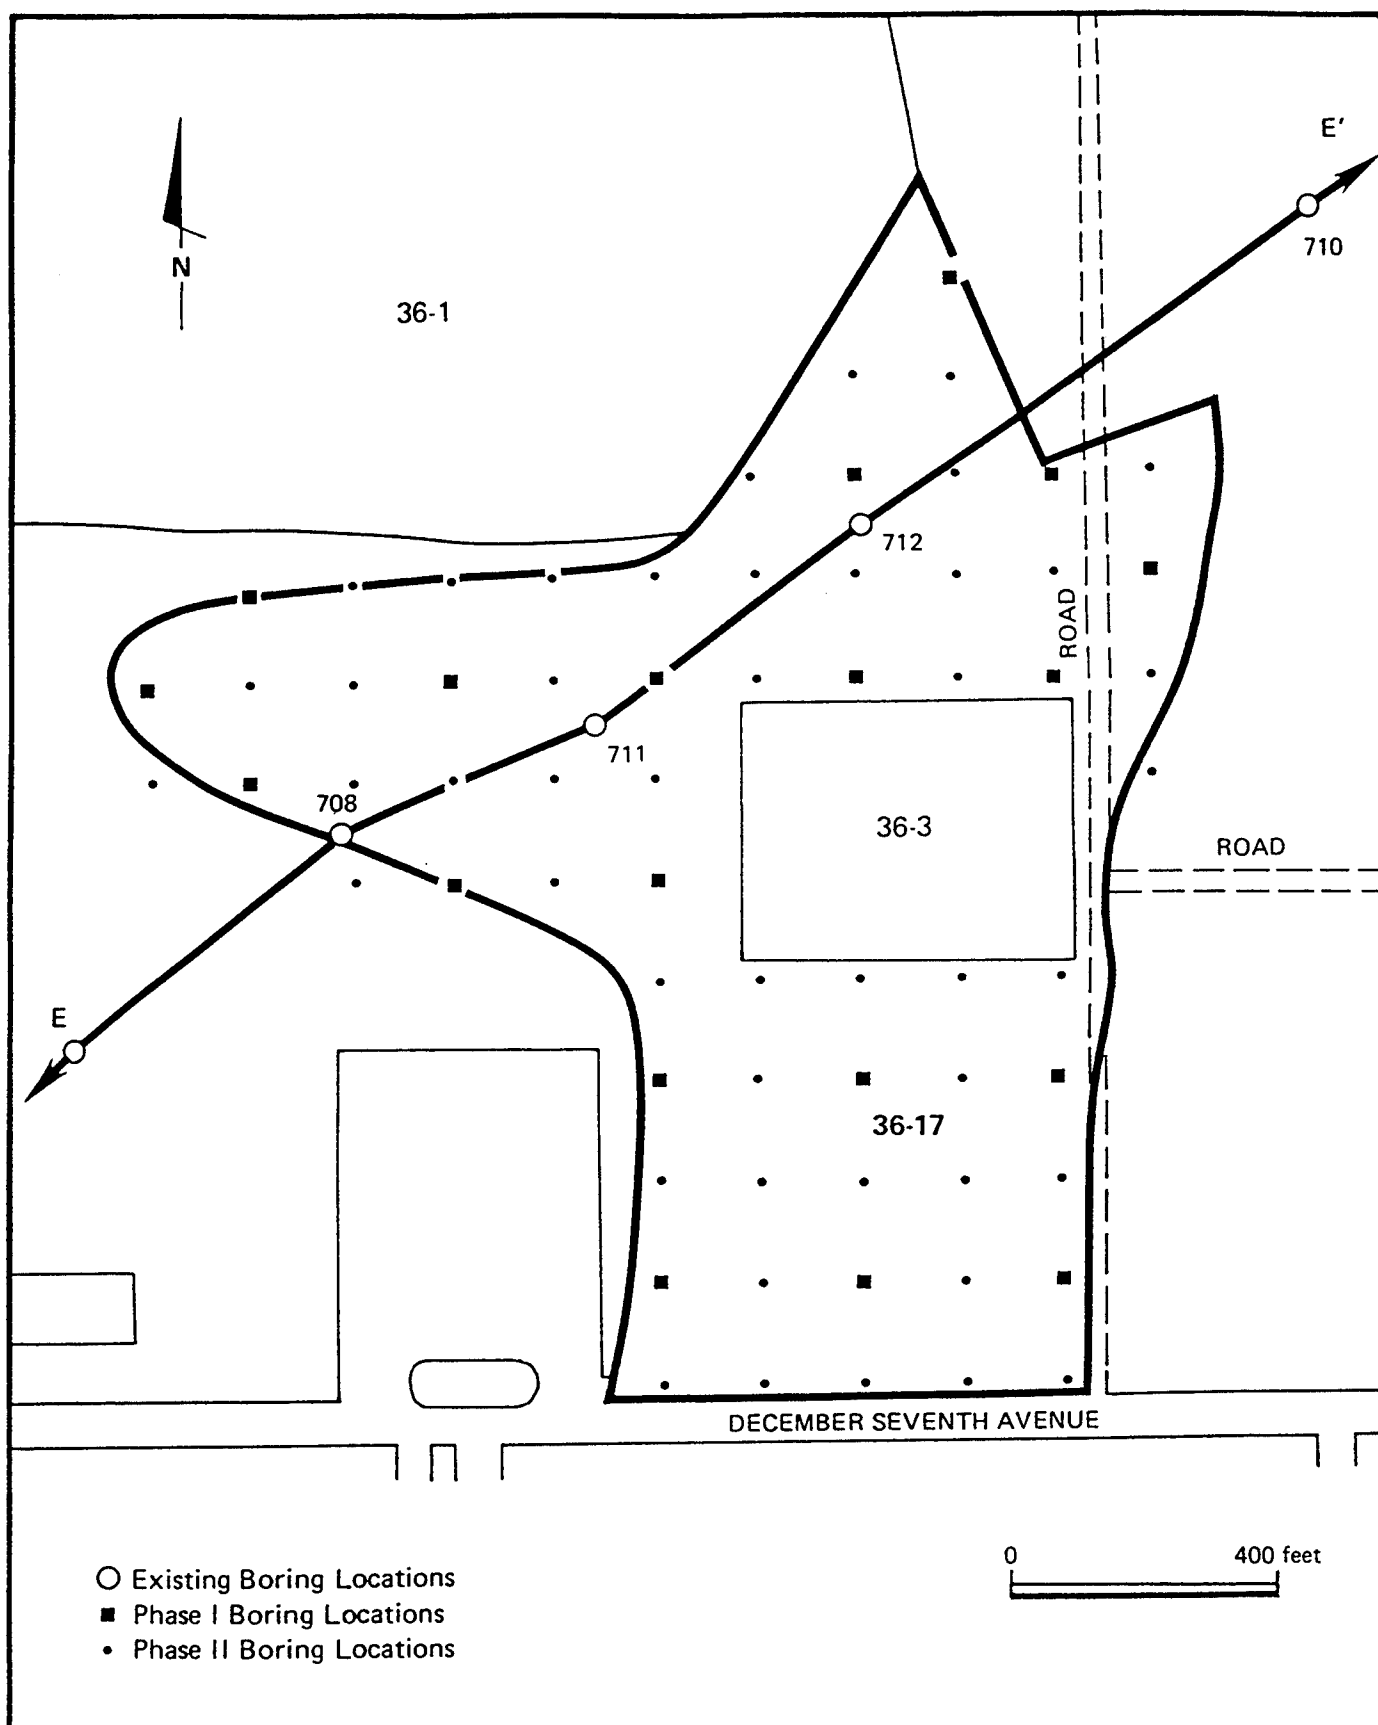 E'
710
N
36-1
712
ROAD
711
708
36-3
ROAD
E
36-17
DECEMBER SEVENTH AVENUE
0 400 feet
Existing Boring Locations
Phase I Boring Locations
Phase II Boring Locations